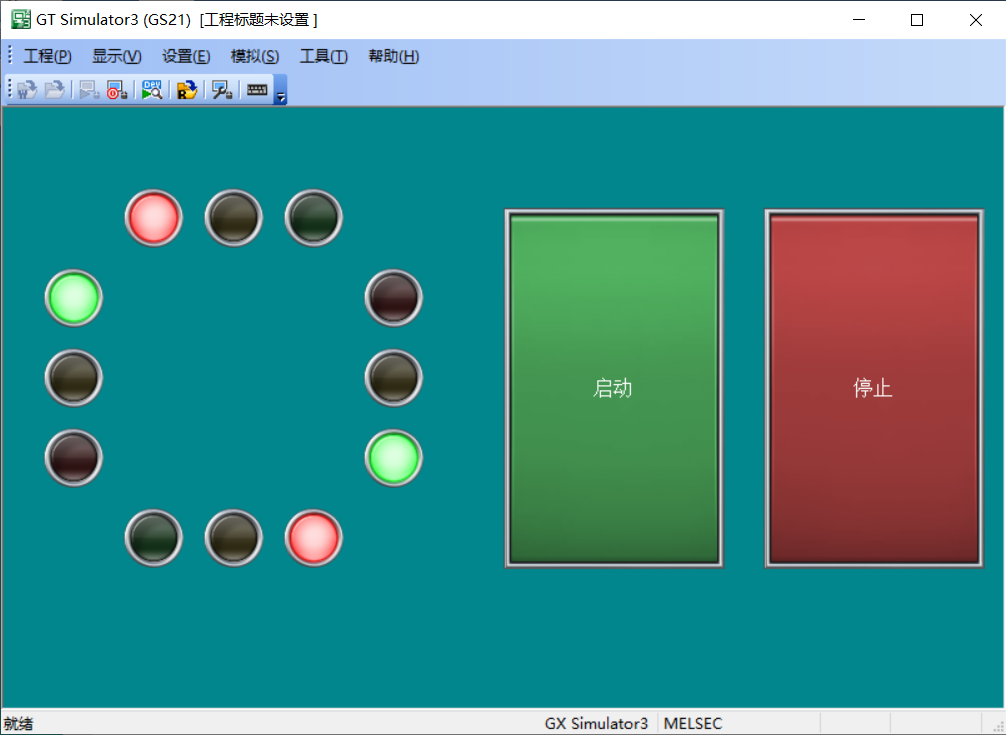 GT Simulator3 (GS21) [工程标题未设置 ]
工程(P) 显示(V) 设置(E) 模拟(S) 工具(T) 帮助(H)
启动
停止
就绪 GX Simulator3 MELSEC